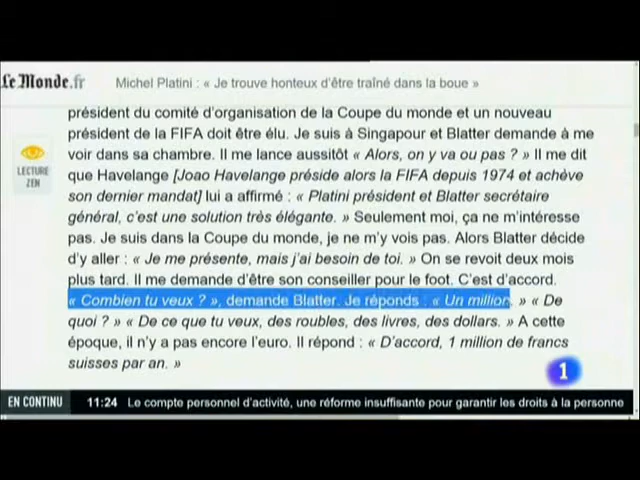 Le Monde.fr
Michel Platini : « Je trouve honteux d'être traîné dans la boue »
président du comité d'organisation de la Coupe du monde et un nouveau
président de la FIFA doit être élu. Je suis à Singapour et Blatter demande à me
voir dans sa chambre. Il me lance aussitôt « Alors, on y va ou pas ? » Il me dit
que Havelange [Joao Havelange préside alors la FIFA depuis 1974 et achève
son dernier mandat] lui a affirmé : « Platini président et Blatter secrétaire
général, c'est une solution très élégante. » Seulement moi, ça ne m'intéresse
pas. Je suis dans la Coupe du monde, je ne m'y vois pas. Alors Blatter décide
d'y aller : « Je me présente, mais j'ai besoin de toi. » On se revoit deux mois
plus tard. Il me demande d'être son conseiller pour le foot. C'est d'accord.
« Combien tu veux ? », demande Blatter. Je réponds : « Un million. » « De
quoi ? » « De ce que tu veux, des roubles, des livres, des dollars. » A cette
époque, il n'y a pas encore l'euro. Il répond : « D'accord, 1 million de francs
suisses par an. »
LECTURE
ZEN
1
EN CONTINU 11:24 Le compte personnel d'activité, une réforme insuffisante pour garantir les droits à la personne